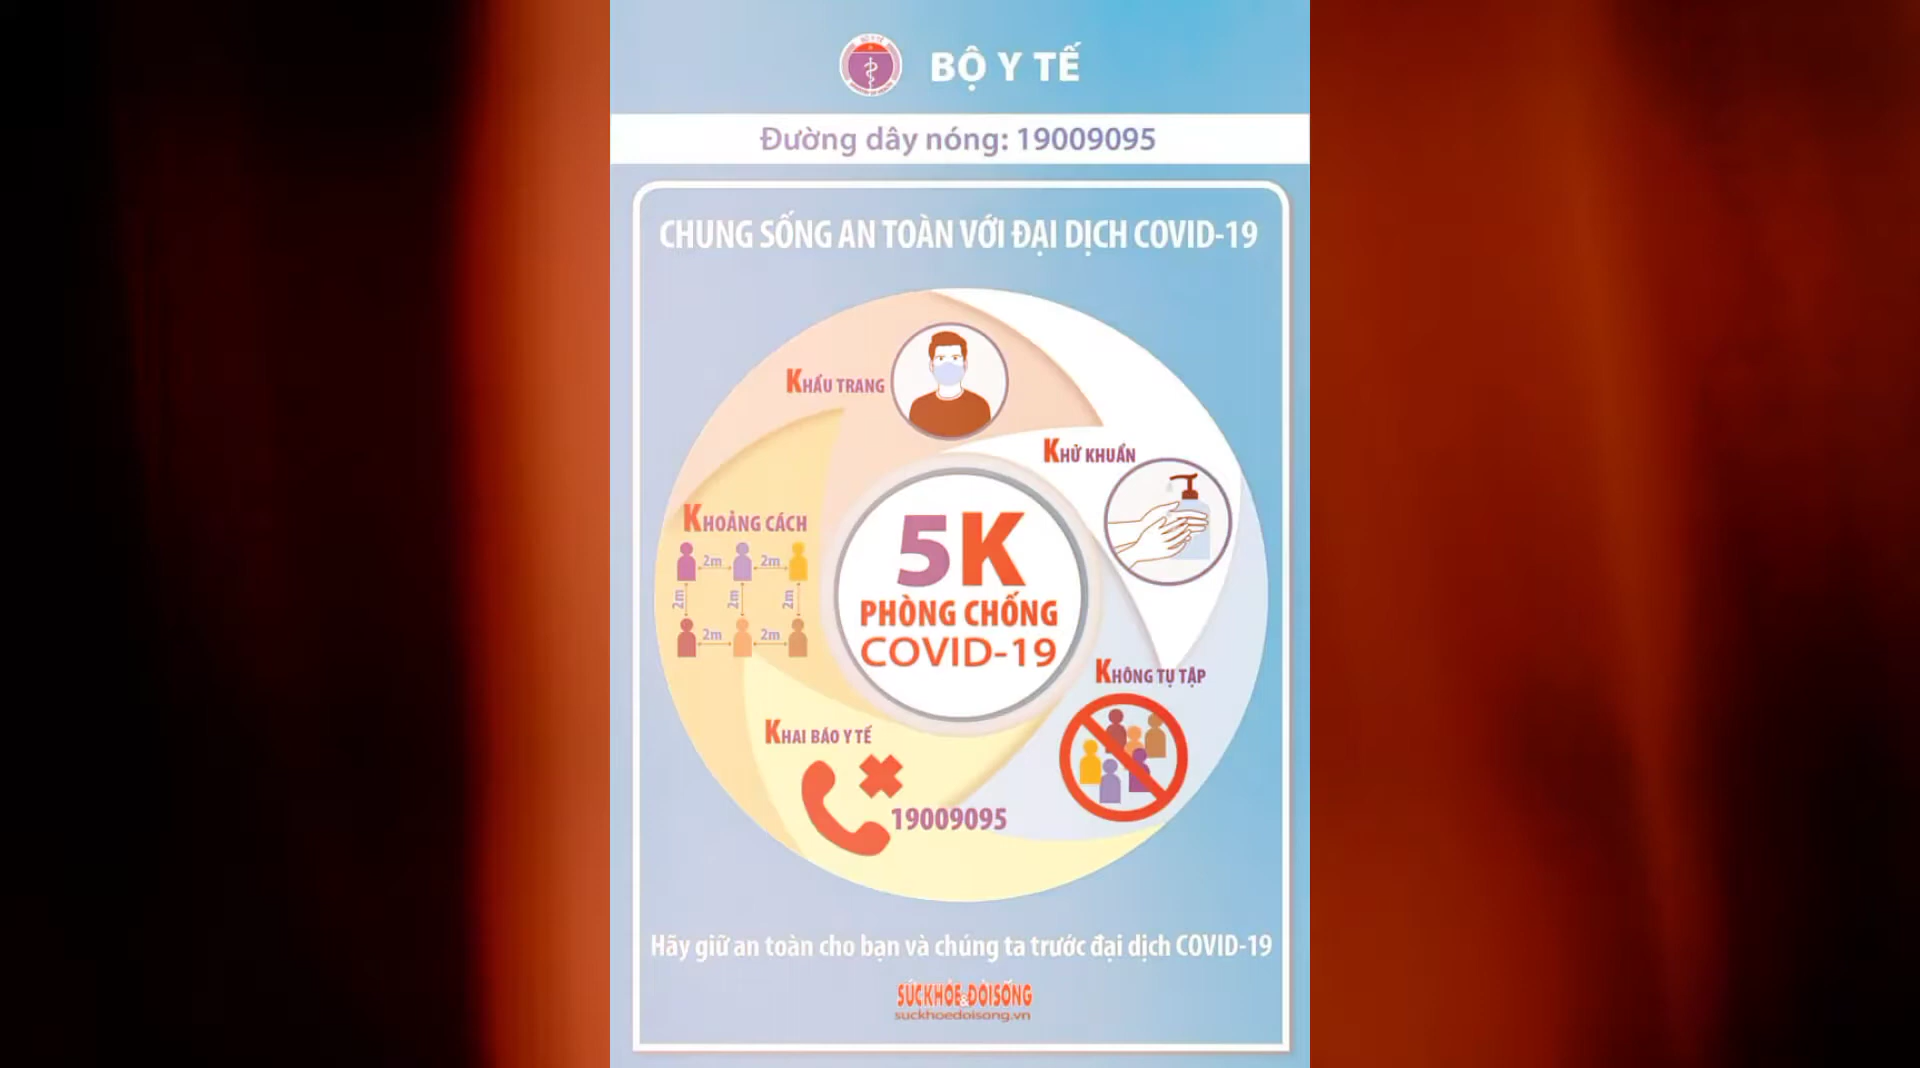 BỘ Y TẾ
BỘ Y TẾ
Đường dây nóng: 19009095
CHUNG SỐNG AN TOÀN VỚI ĐẠI DỊCH COVID-19
KHẨU TRANG
KHỬ KHUẨN
KHOẢNG CÁCH
2m 2m
2m 2m 2m
2m 2m
5K
PHÒNG CHỐNG
COVID-19
KHÔNG TỤ TẬP
KHAI BÁO Y TẾ
19009095
Hãy giữ an toàn cho bạn và chúng ta trước đại dịch COVID-19
SỨCKHỎE&ĐỜISỐNG
suckhoedoisong.vn